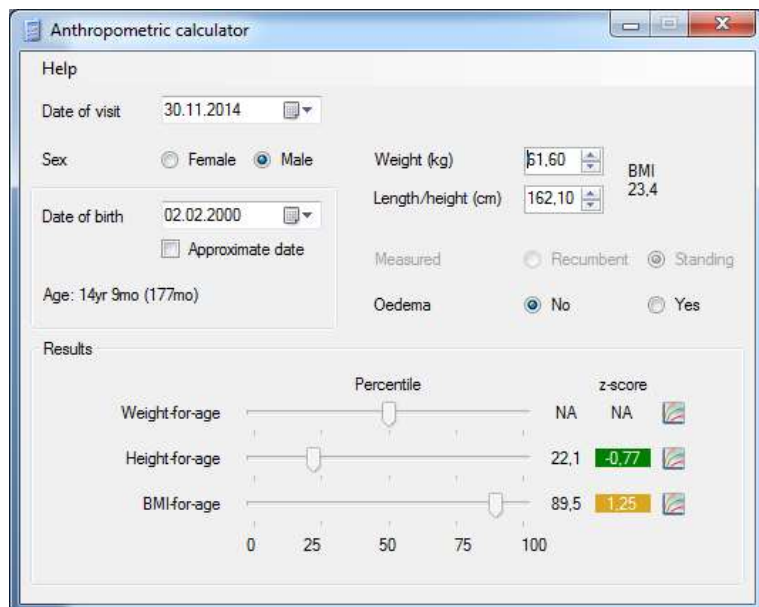 Anthropometric calculator
Help
Date of visit 30.11.2014
Sex Female Male
Weight (kg) 61,60
BMI
23,4
Length/height (cm) 162,10
Date of birth 02.02.2000
Approximate date
Measured Recumbent Standing
Age: 14yr 9mo (177mo)
Oedema No Yes
Results
Percentile z-score
Weight-for-age NA NA
Height-for-age 22,1 -0,77
BMI-for-age 89,5 1,25
0 25 50 75 100